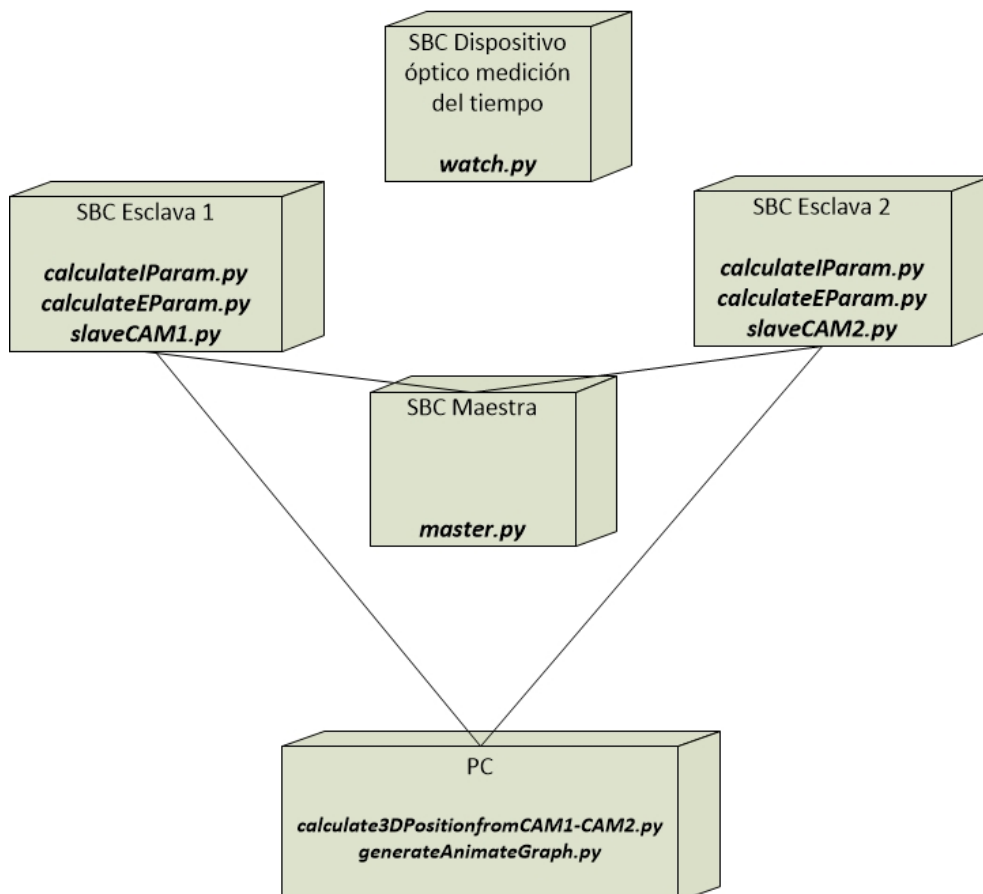 SBC Dispositivo
óptico medición
del tiempo
watch.py
SBC Esclava 1
calculateIParam.py
calculateEParam.py
slaveCAM1.py
SBC Esclava 2
calculateIParam.py
calculateEParam.py
slaveCAM2.py
SBC Maestra
master.py
PC
calculate3DPositionfromCAM1-CAM2.py
generateAnimateGraph.py